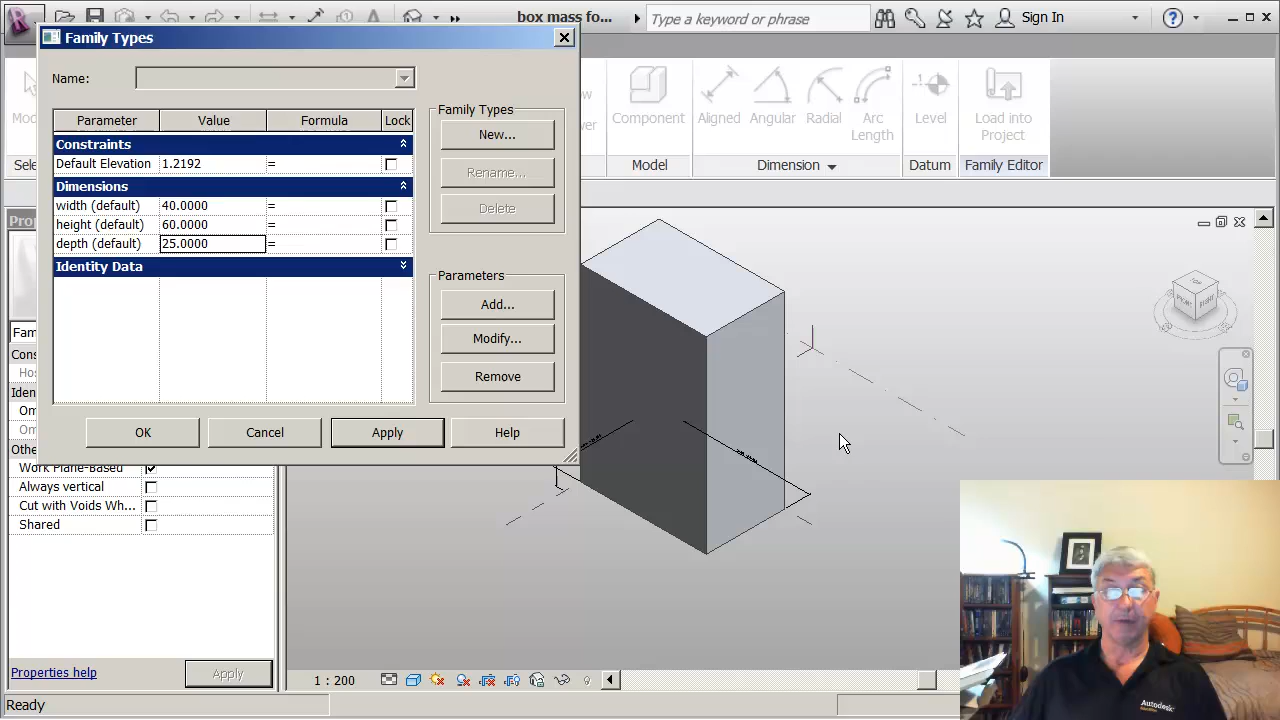 box mass fo...
Type a keyword or phrase
Sign In
Family Types
Name:
Parameter Value Formula Lock
Constraints
Default Elevation 1.2192 =
Dimensions
width (default) 40.0000 =
height (default) 60.0000 =
depth (default) 25.0000 =
Identity Data
Family Types
New...
Rename...
Delete
Parameters
Add...
Modify...
Remove
OK Cancel Apply Help
Component Aligned Angular Radial Arc Length Level Load into Project
Model Dimension Datum Family Editor
TOP
FRONT RIGHT
Work Plane-Based
Always vertical
Cut with Voids Wh...
Shared
Properties help Apply
1 : 200
Ready
Autodesk